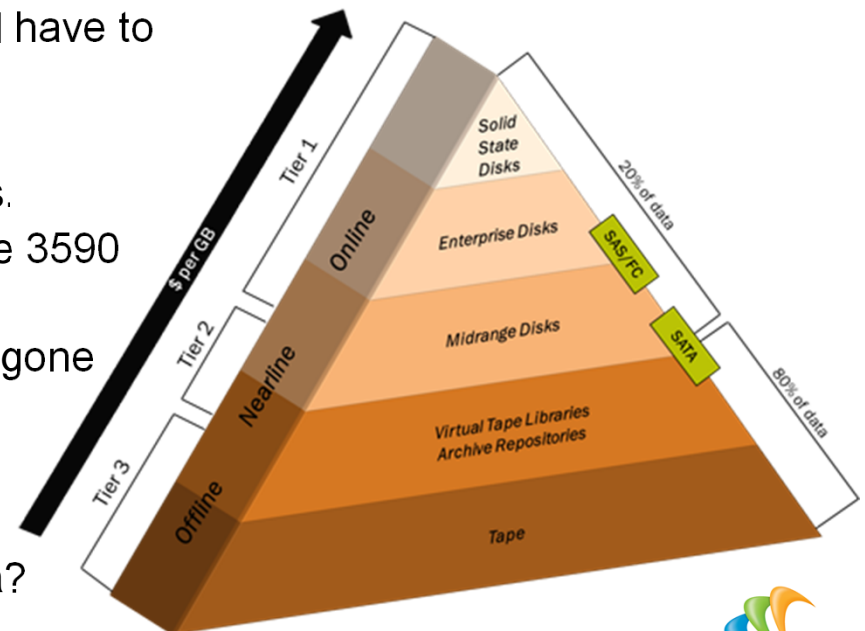 have to
s.
e 3590
gone
a?
$ per GB
Tier 1
Tier 2
Tier 3
Online
Nearline
Offline
Solid
State
Disks
Enterprise Disks
Midrange Disks
Virtual Tape Libraries
Archive Repositories
Tape
SAS/FC
SATA
20% of data
80% of data